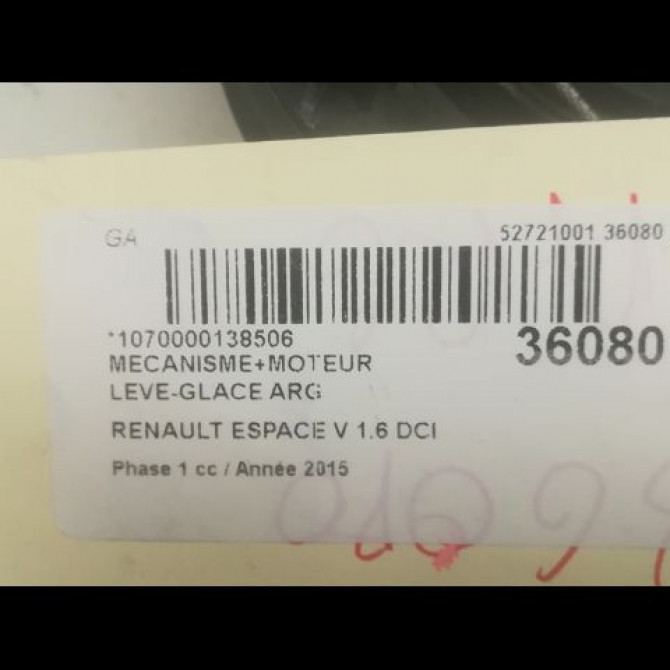 GA
52721001 36080
*1070000138506
36080
MECANISME+MOTEUR
LEVE-GLACE ARG
RENAULT ESPACE V 1.6 DCI
Phase 1 cc / Année 2015